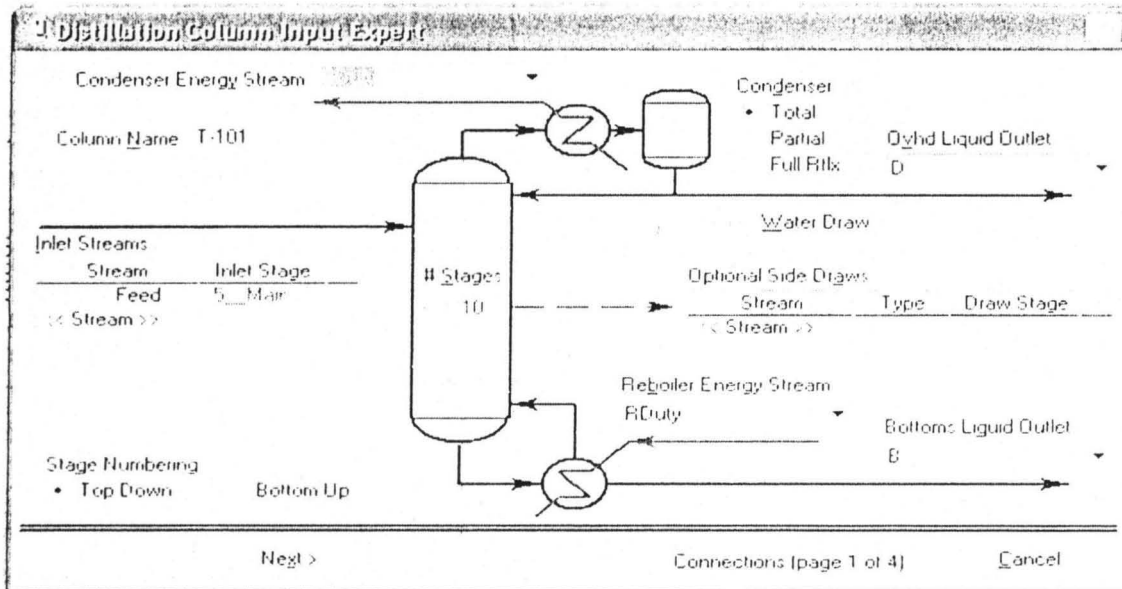 Distillation Column Input Expert
Condenser Energy Stream
Column Name T-101
Condenser
• Total
Partial
Full Rflx
Ovhd Liquid Outlet
D
Water Draw
Inlet Streams
Stream Inlet Stage
Feed 5__Main
<< Stream >>
# Stages
10
Optional Side Draws
Stream Type Draw Stage
<< Stream >>
Reboiler Energy Stream
RDuty
Bottoms Liquid Outlet
B
Stage Numbering
• Top Down Bottom Up
Next > Connections (page 1 of 4) Cancel